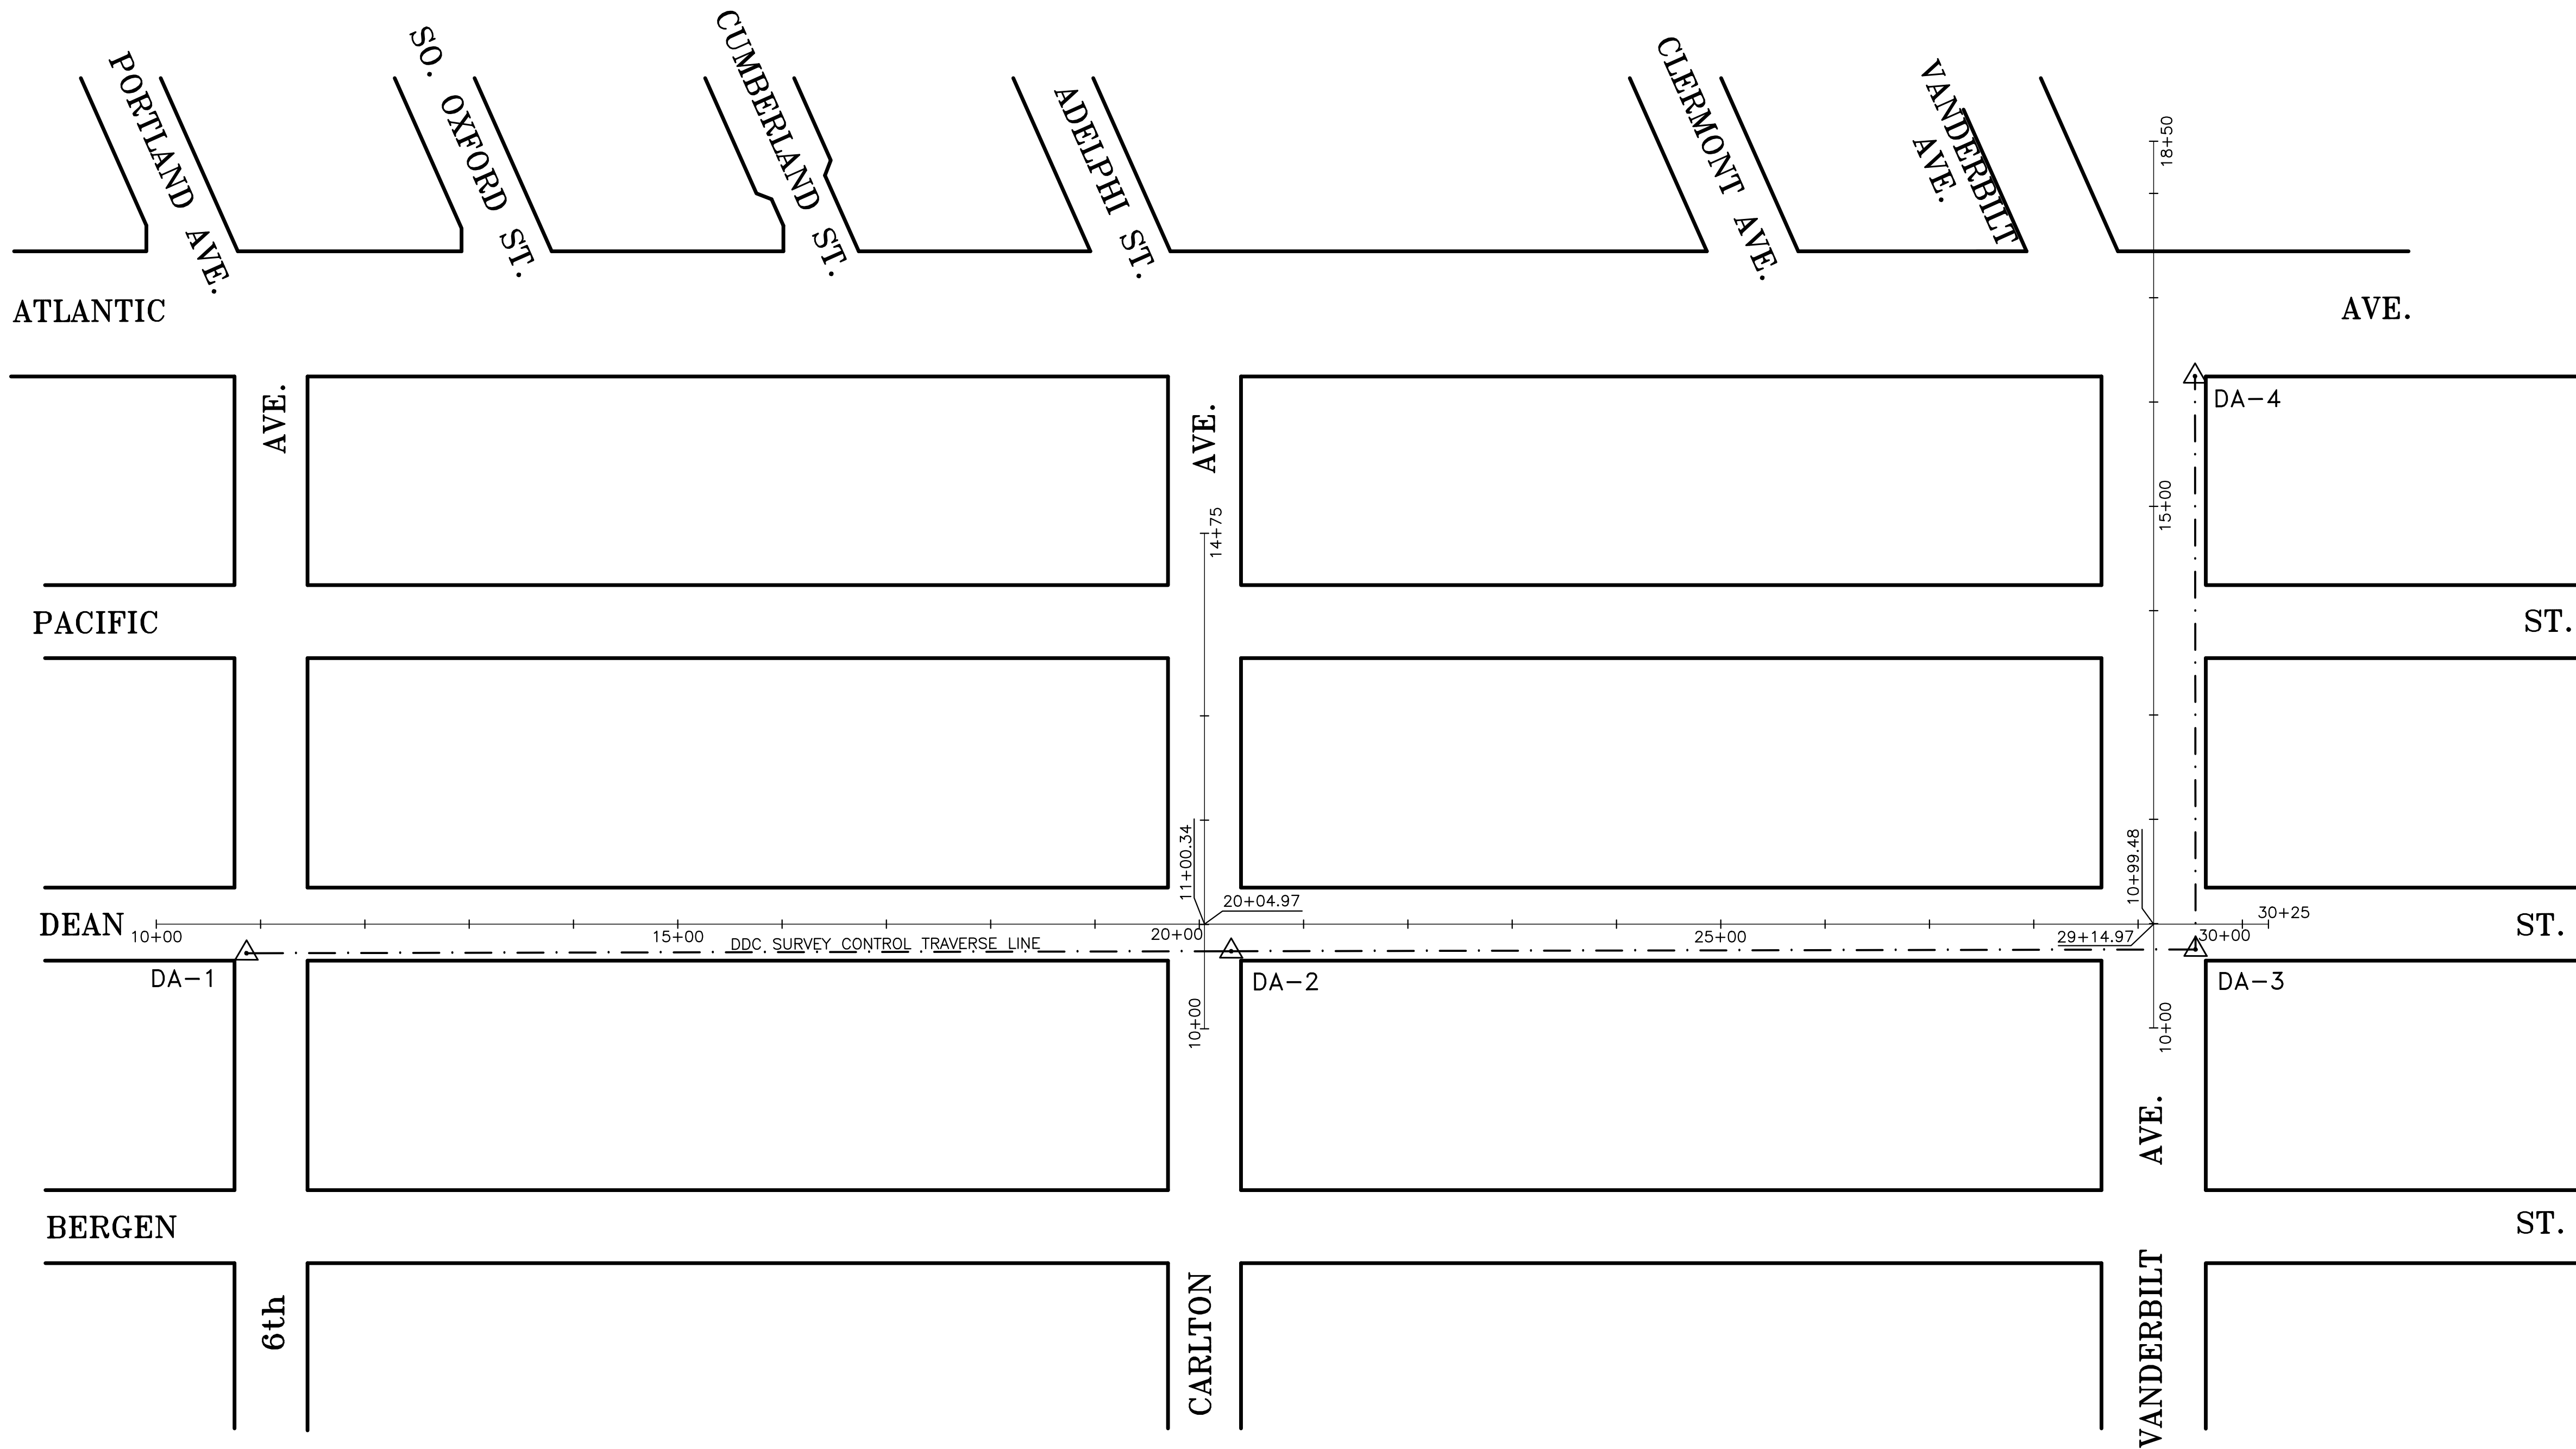 PORTLAND AVE.
SO. OXFORD ST.
CUMBERLAND ST.
ADELPHI ST.
CLERMONT AVE.
VANDERBILT
AVE.
18+50
ATLANTIC
AVE.
AVE.
AVE.
DA-4
15+00
14+75
PACIFIC
ST.
11+00.34
20+04.97
10+99.48
30+25
DEAN
10+00
15+00
DDC SURVEY CONTROL TRAVERSE LINE
20+00
25+00
29+14.97
30+00
ST.
DA-1
DA-2
DA-3
10+00
10+00
AVE.
BERGEN
ST.
6th
CARLTON
VANDERBILT